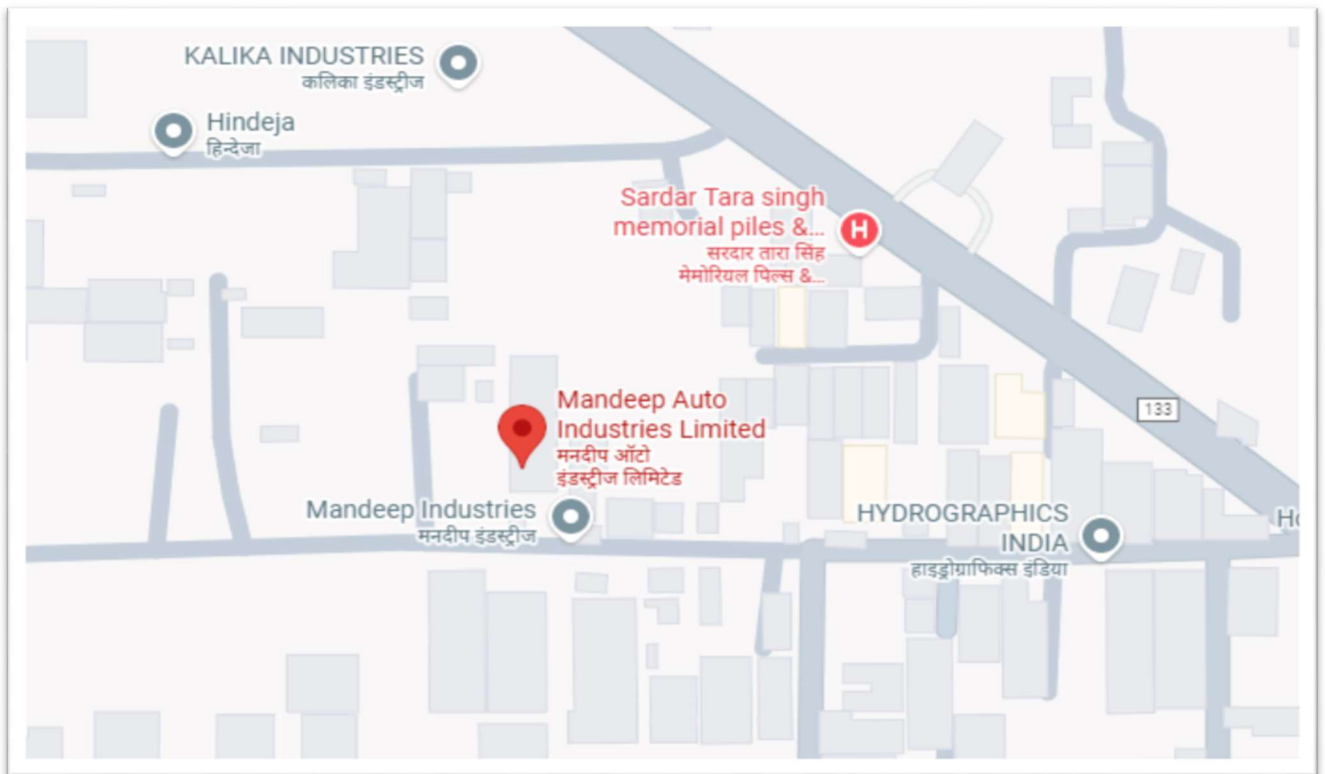 KALIKA INDUSTRIES
कलिका इंडस्ट्रीज
Hindeja
हिन्देजा
Sardar Tara singh
memorial piles &...
सरदार तारा सिंह
मेमोरियल पिल्स &...
Mandeep Auto
Industries Limited
मनदीप ऑटो
इंडस्ट्रीज लिमिटेड
133
Mandeep Industries
मनदीप इंडस्ट्रीज
HYDROGRAPHICS
INDIA
हाइड्रोग्राफिक्स इंडिया
H